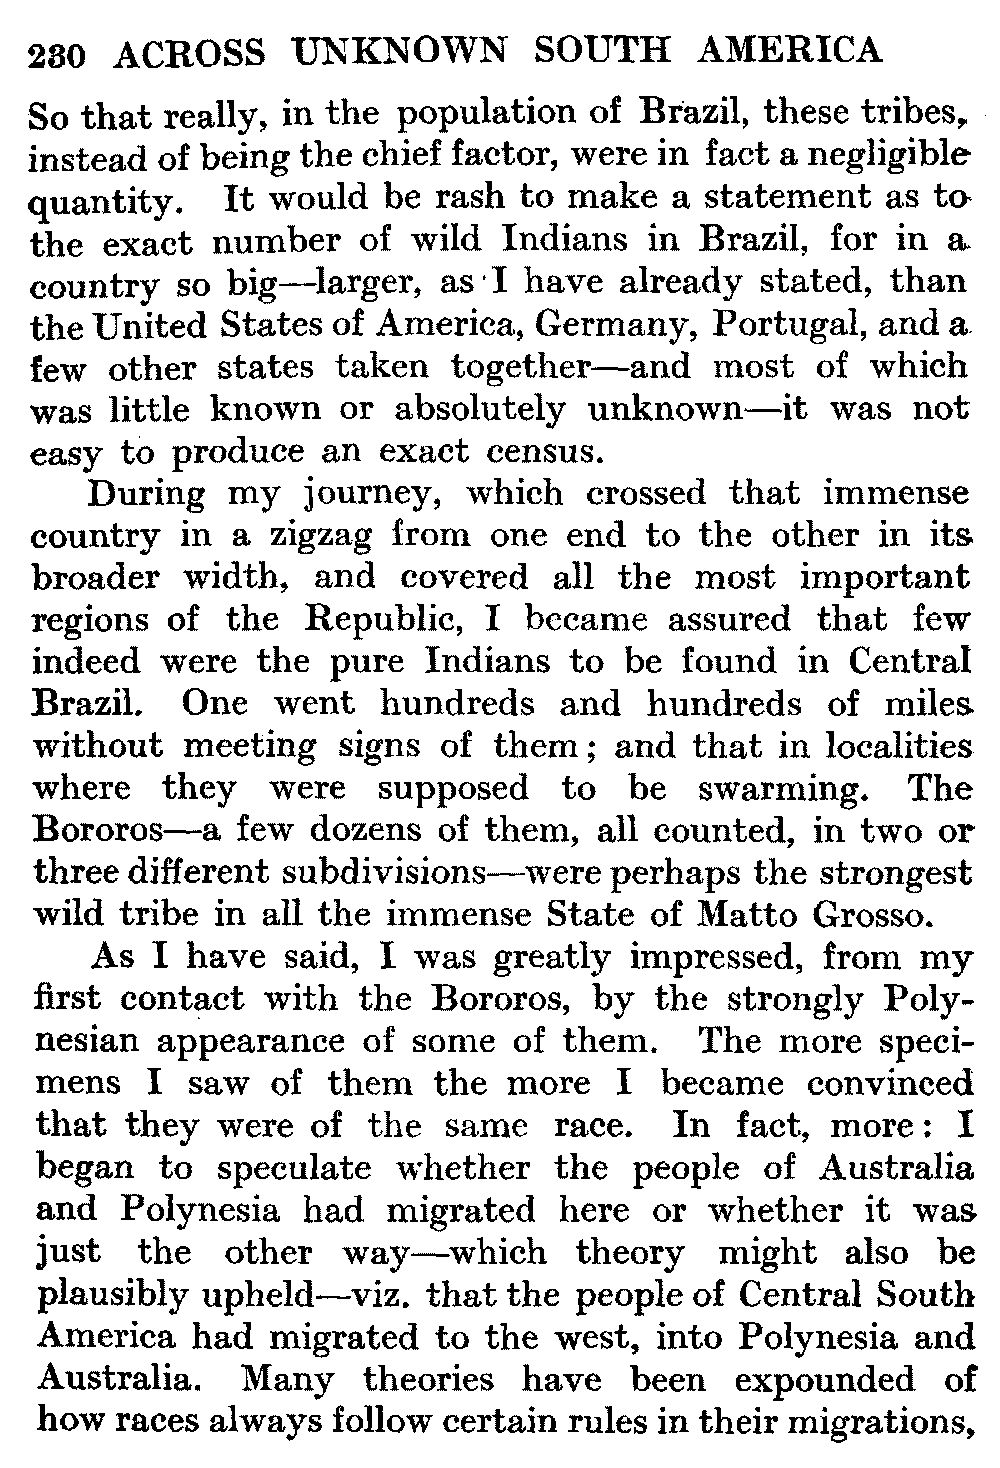 230 ACROSS UNKNOWN SOUTH AMERICA
So that really, in the population of Brazil, these tribes,
instead of being the chief factor, were in fact a negligible
quantity. It would be rash to make a statement as to
the exact number of wild Indians in Brazil, for in a
country so big—larger, as I have already stated, than
the United States of America, Germany, Portugal, and a
few other states taken together—and most of which
was little known or absolutely unknown—it was not
easy to produce an exact census.
During my journey, which crossed that immense
country in a zigzag from one end to the other in its
broader width, and covered all the most important
regions of the Republic, I became assured that few
indeed were the pure Indians to be found in Central
Brazil. One went hundreds and hundreds of miles
without meeting signs of them; and that in localities
where they were supposed to be swarming. The
Bororos—a few dozens of them, all counted, in two or
three different subdivisions—were perhaps the strongest
wild tribe in all the immense State of Matto Grosso.
As I have said, I was greatly impressed, from my
first contact with the Bororos, by the strongly Poly-
nesian appearance of some of them. The more speci-
mens I saw of them the more I became convinced
that they were of the same race. In fact, more: I
began to speculate whether the people of Australia
and Polynesia had migrated here or whether it was
just the other way—which theory might also be
plausibly upheld—viz. that the people of Central South
America had migrated to the west, into Polynesia and
Australia. Many theories have been expounded of
how races always follow certain rules in their migrations,